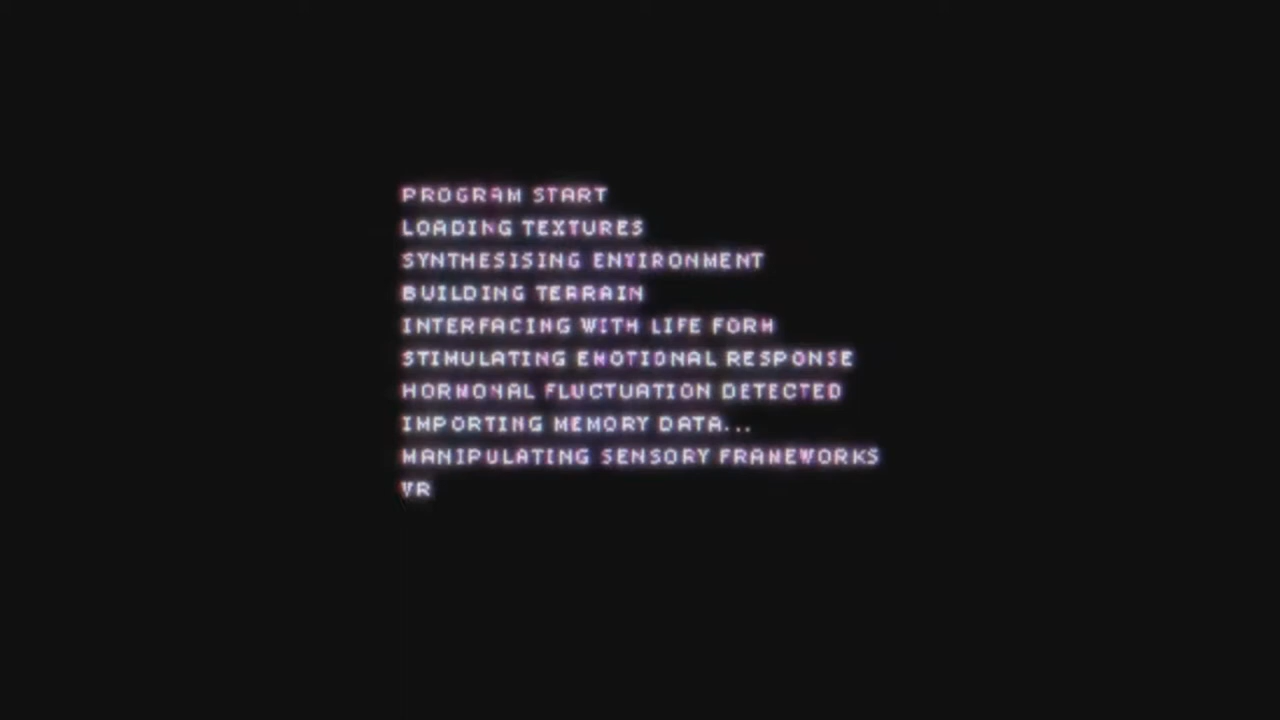 PROGRAM START
LOADING TEXTURES
SYNTHESISING ENVIRONMENT
BUILDING TERRAIN
INTERFACING WITH LIFE FORM
STIMULATING EMOTIONAL RESPONSE
HORMONAL FLUCTUATION DETECTED
IMPORTING MEMORY DATA...
MANIPULATING SENSORY FRAMEWORKS
VR